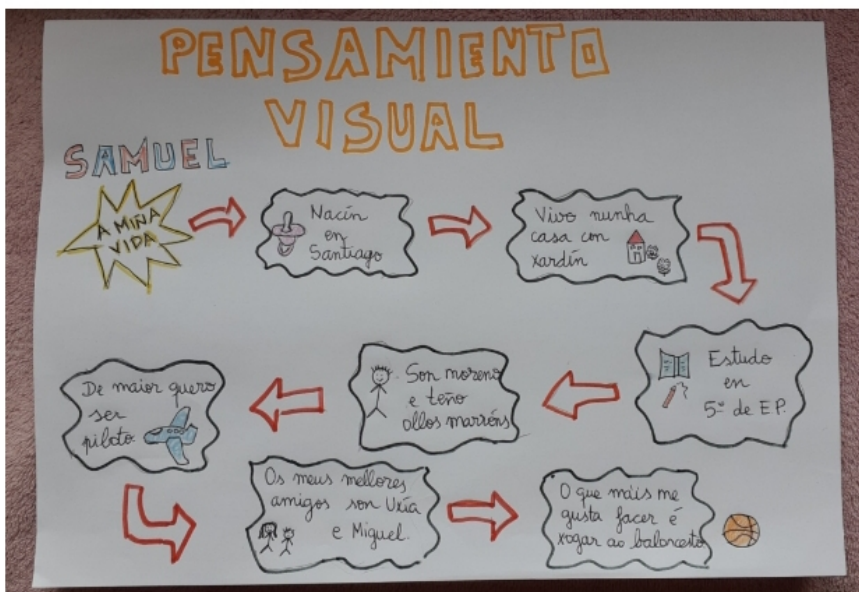 PENSAMIENTO
VISUAL
SAMUEL
A MIÑA
VIDA
Nacín
en
Santiago
Vivo nunha
casa con
xardín
Estudo
en
5º de E.P.
Son moreno
e teño
ollos marróns
De maior quero
ser
piloto.
Os meus mellores
amigos son Uxía
e Miguel.
O que máis me
gusta facer é
xogar ao baloncesto